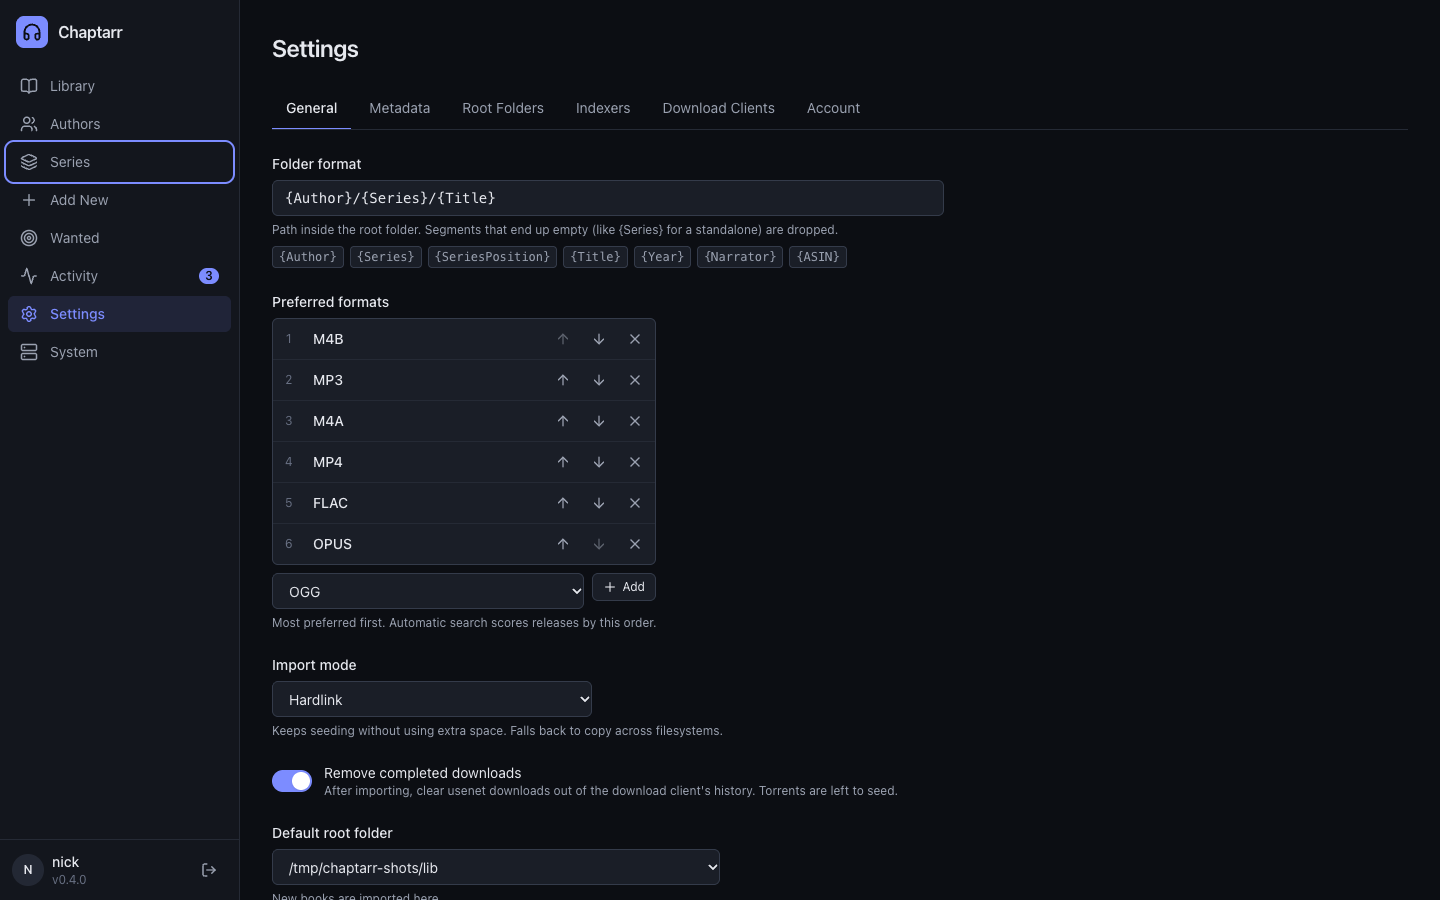 Chaptarr
Library
Authors
Series
Add New
Wanted
Activity 3
Settings
System
N nick
v0.4.0
Settings
General Metadata Root Folders Indexers Download Clients Account
Folder format
{Author}/{Series}/{Title}
Path inside the root folder. Segments that end up empty (like {Series} for a standalone) are dropped.
{Author} {Series} {SeriesPosition} {Title} {Year} {Narrator} {ASIN}
Preferred formats
1 M4B
2 MP3
3 M4A
4 MP4
5 FLAC
6 OPUS
OGG Add
Most preferred first. Automatic search scores releases by this order.
Import mode
Hardlink
Keeps seeding without using extra space. Falls back to copy across filesystems.
Remove completed downloads
After importing, clear usenet downloads out of the download client's history. Torrents are left to seed.
Default root folder
/tmp/chaptarr-shots/lib
New books are imported here